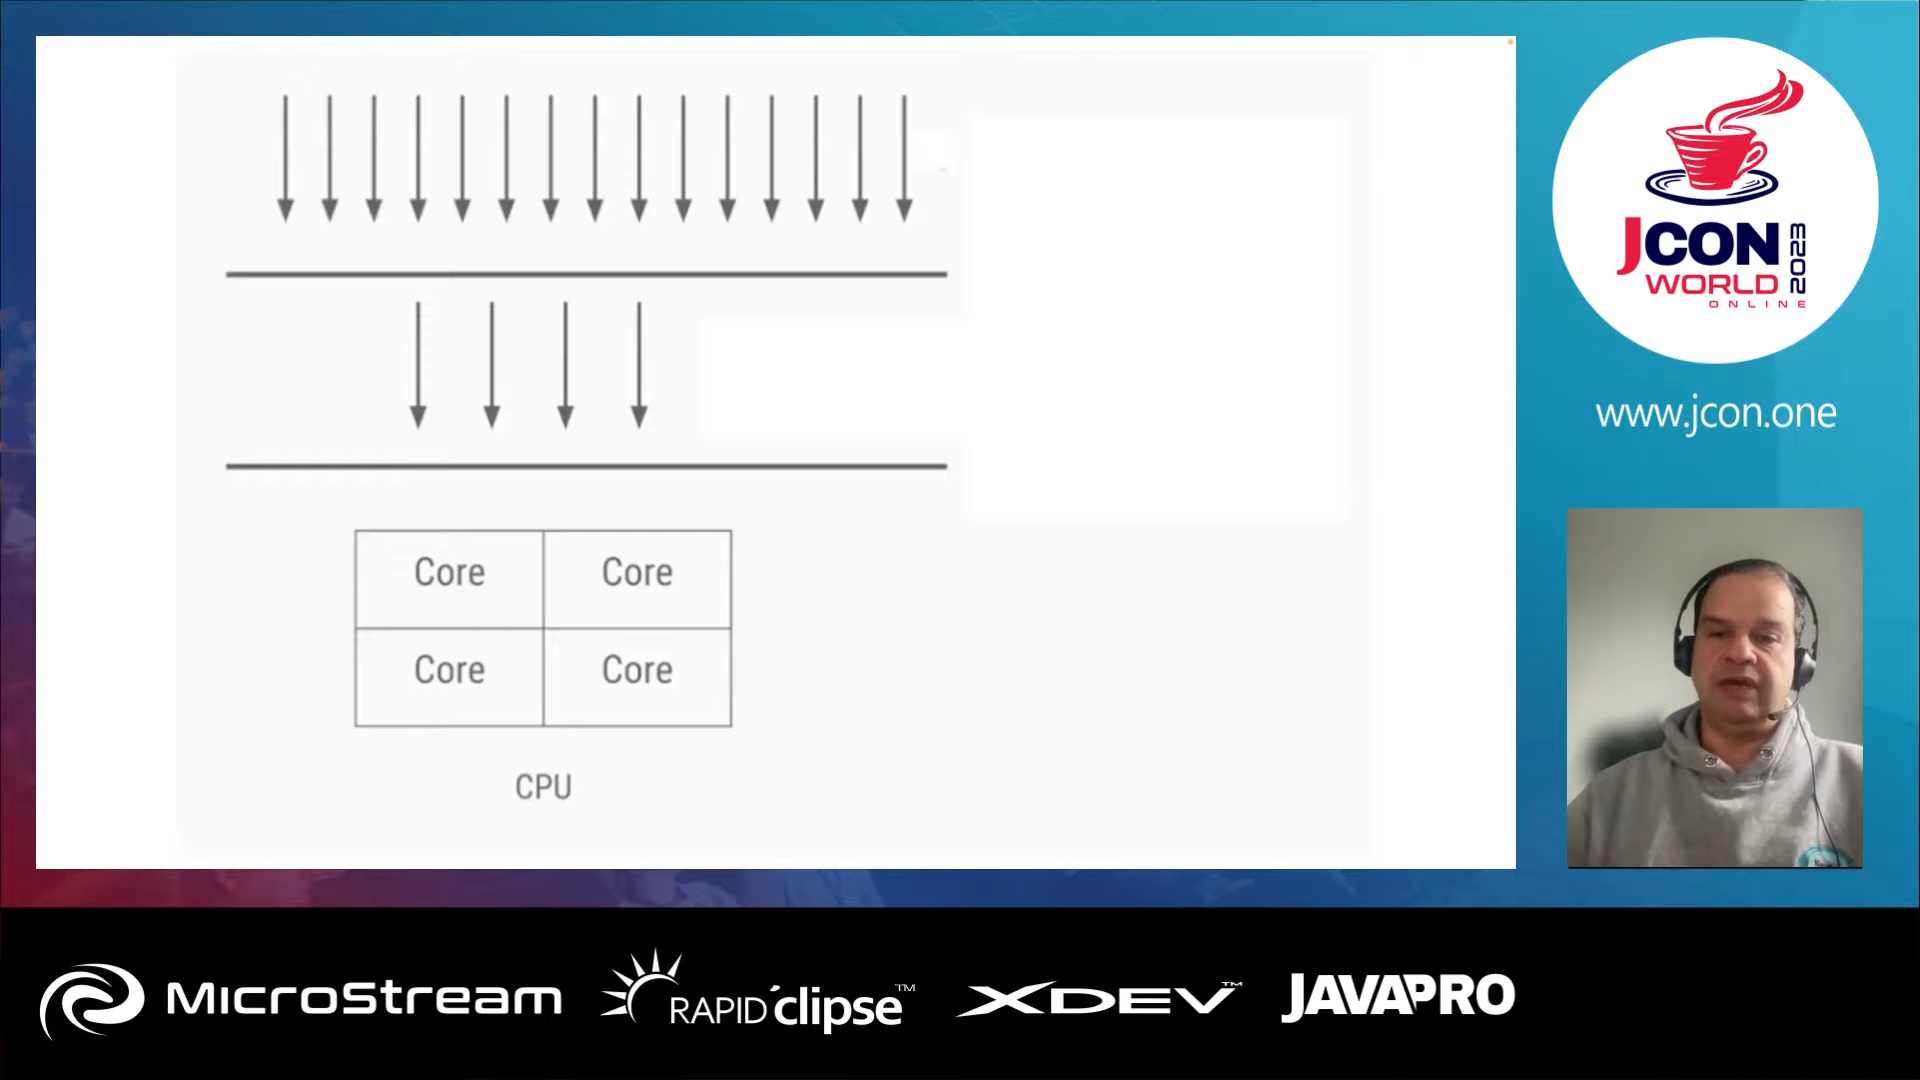 Core Core
Core Core
CPU
JCON
WORLD
ONLINE
2023
www.jcon.one
MicroStream
RAPID clipse™
XDEV™
JAVAPRO